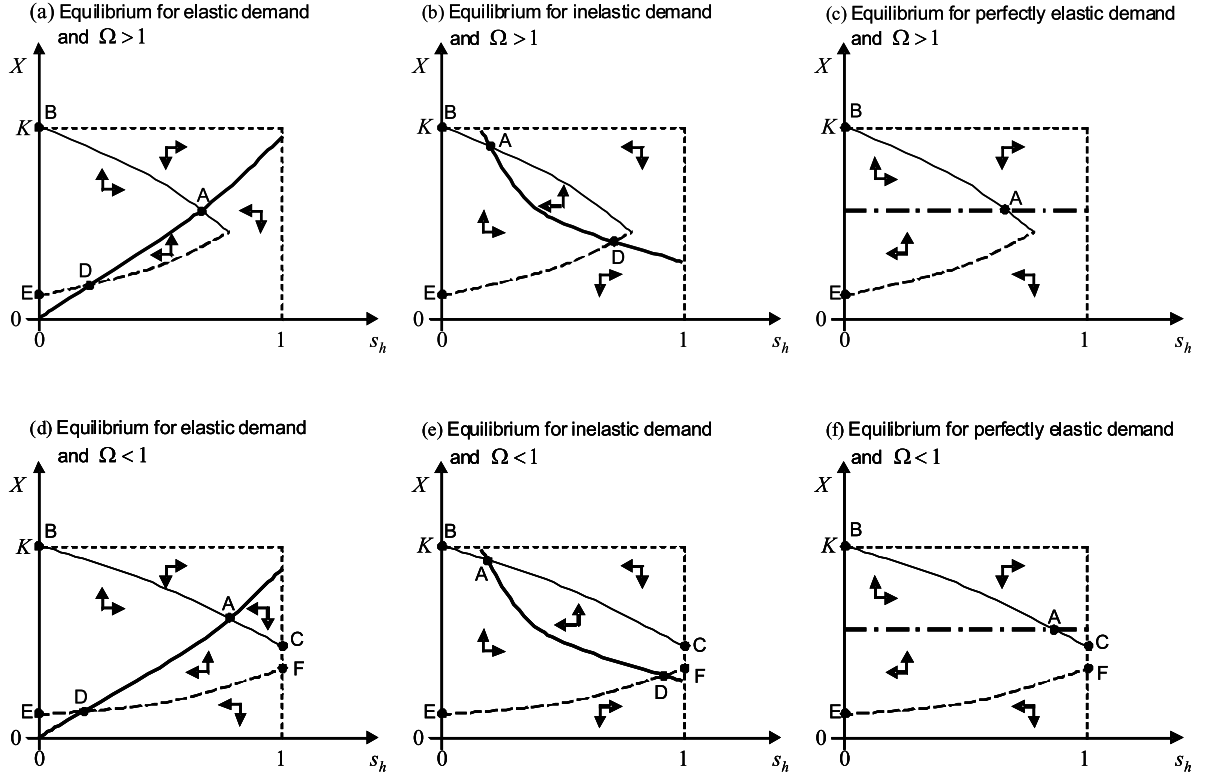 (a) Equilibrium for elastic demand
and Ω > 1
X
B
K
A
D
E
0
0
1
s_h
(b) Equilibrium for inelastic demand
and Ω > 1
X
B
K
A
D
E
0
0
1
s_h
(c) Equilibrium for perfectly elastic demand
and Ω > 1
X
B
K
A
E
0
0
1
s_h
(d) Equilibrium for elastic demand
and Ω < 1
X
B
K
A
C
F
D
E
0
0
1
s_h
(e) Equilibrium for inelastic demand
and Ω < 1
X
B
K
A
C
F
D
E
0
0
1
s_h
(f) Equilibrium for perfectly elastic demand
and Ω < 1
X
B
K
A
C
F
E
0
0
1
s_h